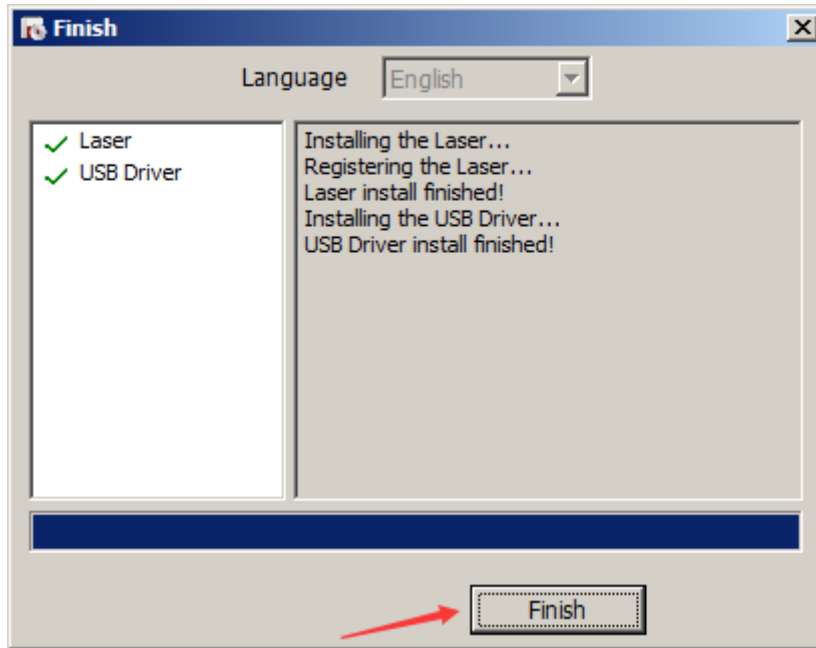 Finish
Language English
Laser
USB Driver
Installing the Laser...
Registering the Laser...
Laser install finished!
Installing the USB Driver...
USB Driver install finished!
Finish